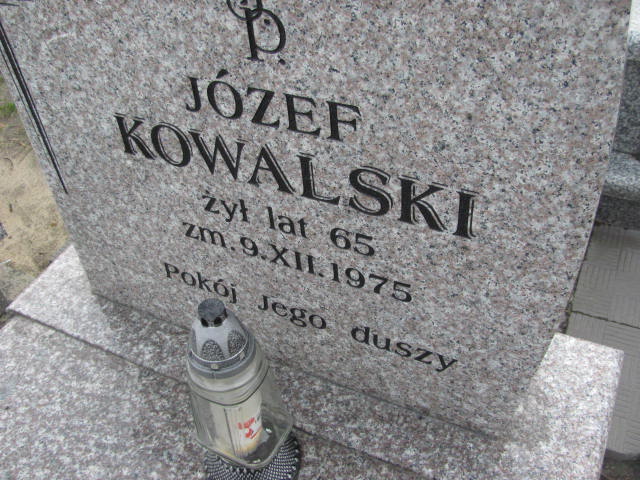 Ś.P.
JÓZEF
KOWALSKI
żył lat 65
zm. 9.XII.1975
Pokój Jego duszy